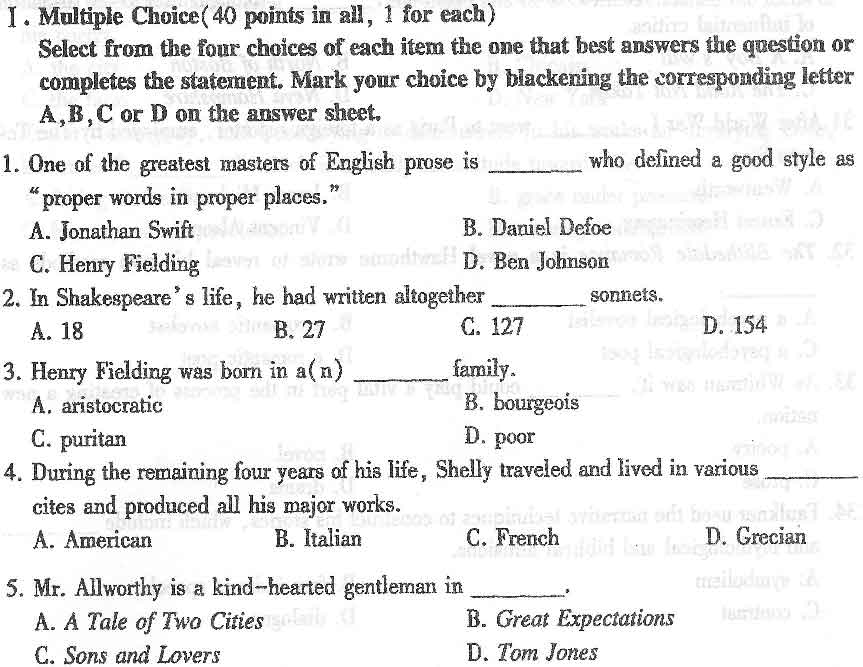 Ⅰ. Multiple Choice(40 points in all, 1 for each)
Select from the four choices of each item the one that best answers the question or
completes the statement. Mark your choice by blackening the corresponding letter
A,B,C or D on the answer sheet.
1. One of the greatest masters of English prose is ________ who defined a good style as
“proper words in proper places.”
A. Jonathan Swift B. Daniel Defoe
C. Henry Fielding D. Ben Johnson
2. In Shakespeare's life, he had written altogether ________ sonnets.
A. 18 B. 27 C. 127 D. 154
3. Henry Fielding was born in a(n) ________ family.
A. aristocratic B. bourgeois
C. puritan D. poor
4. During the remaining four years of his life, Shelly traveled and lived in various ________
cites and produced all his major works.
A. American B. Italian C. French D. Grecian
5. Mr. Allworthy is a kind-hearted gentleman in ________.
A. A Tale of Two Cities B. Great Expectations
C. Sons and Lovers D. Tom Jones